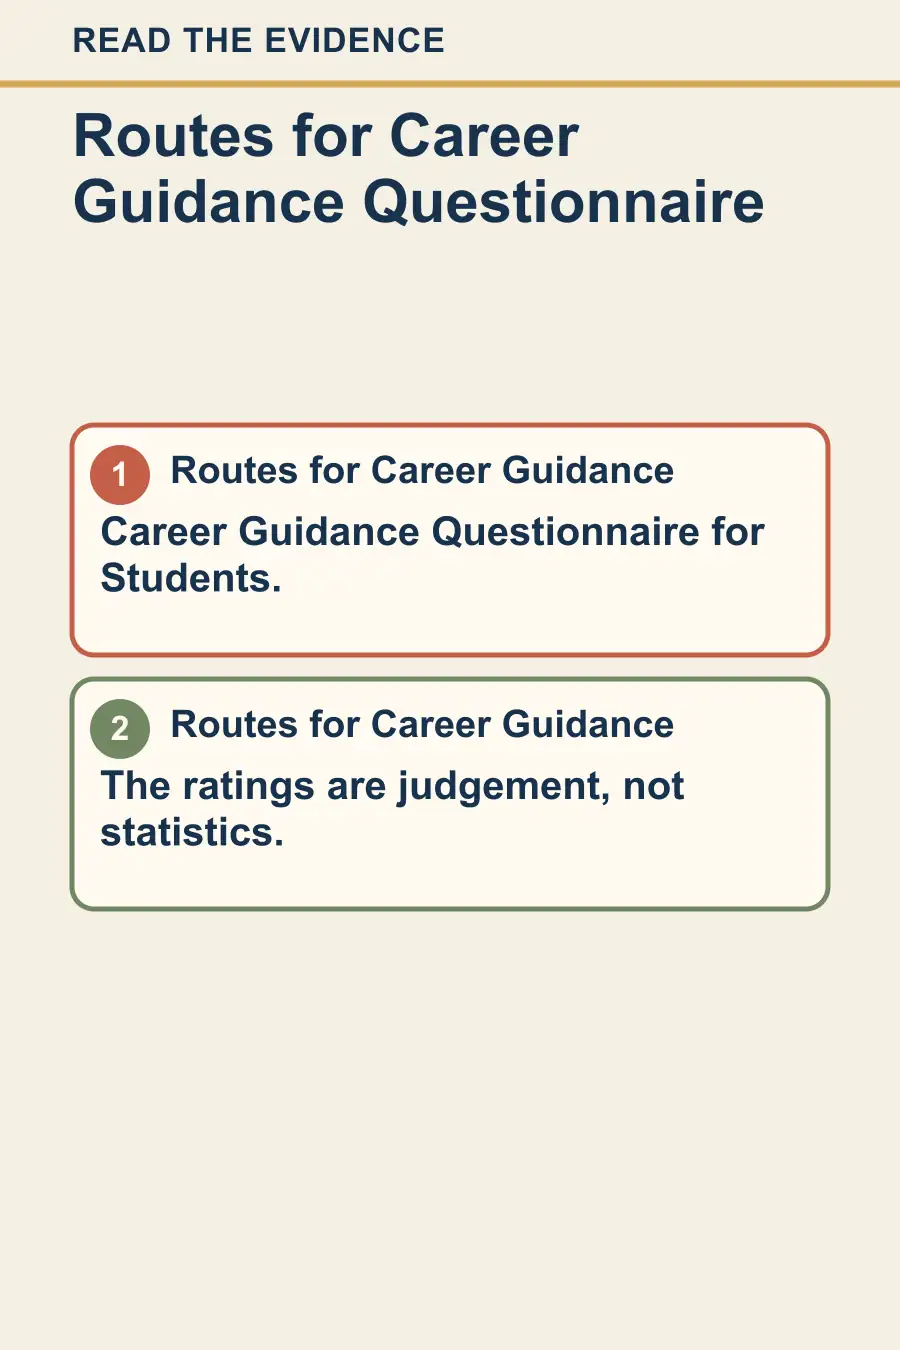 READ THE EVIDENCE
Routes for Career
Guidance Questionnaire
1 Routes for Career Guidance
Career Guidance Questionnaire for
Students.
2 Routes for Career Guidance
The ratings are judgement, not
statistics.